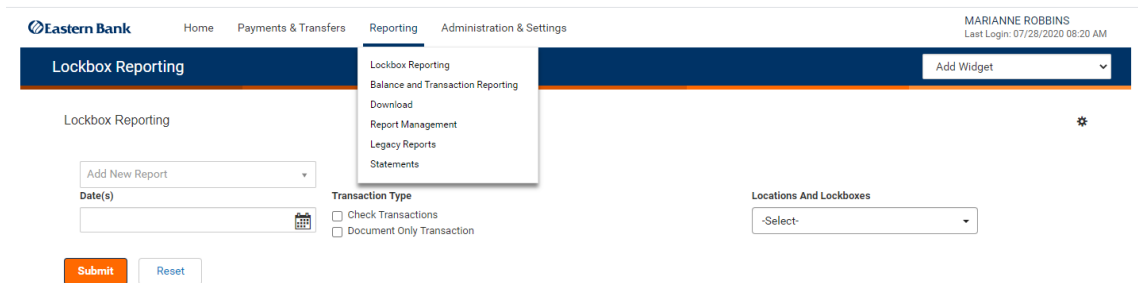 Eastern Bank Home Payments & Transfers Reporting Administration & Settings MARIANNE ROBBINS
Last Login: 07/28/2020 08:20 AM
Lockbox Reporting
Add Widget
Lockbox Reporting
Balance and Transaction Reporting
Download
Report Management
Legacy Reports
Statements
Lockbox Reporting
Add New Report
Date(s) Transaction Type Locations And Lockboxes
Check Transactions
Document Only Transaction
-Select-
Submit Reset